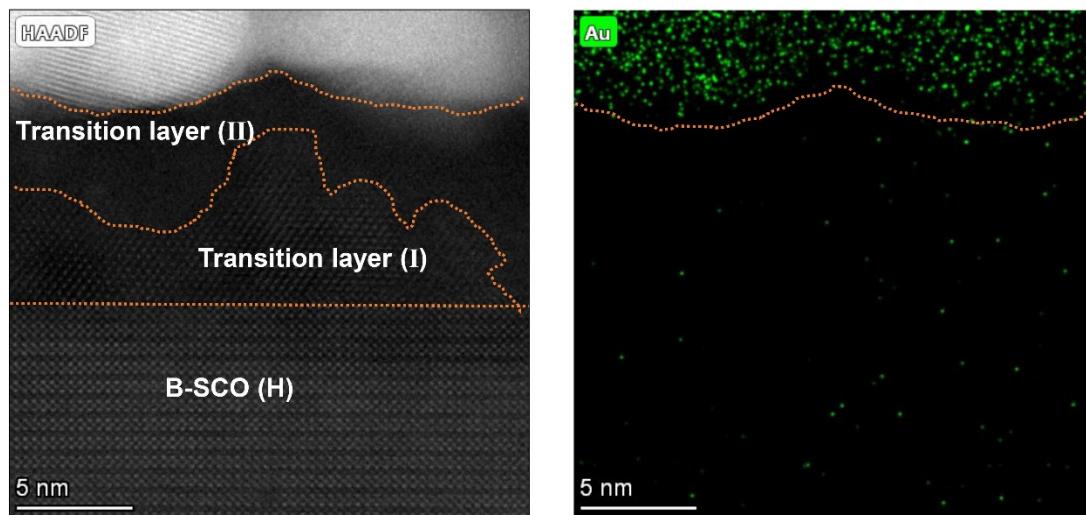 HAADF
Transition layer (II)
Transition layer (I)
B-SCO (H)
5 nm
Au
5 nm